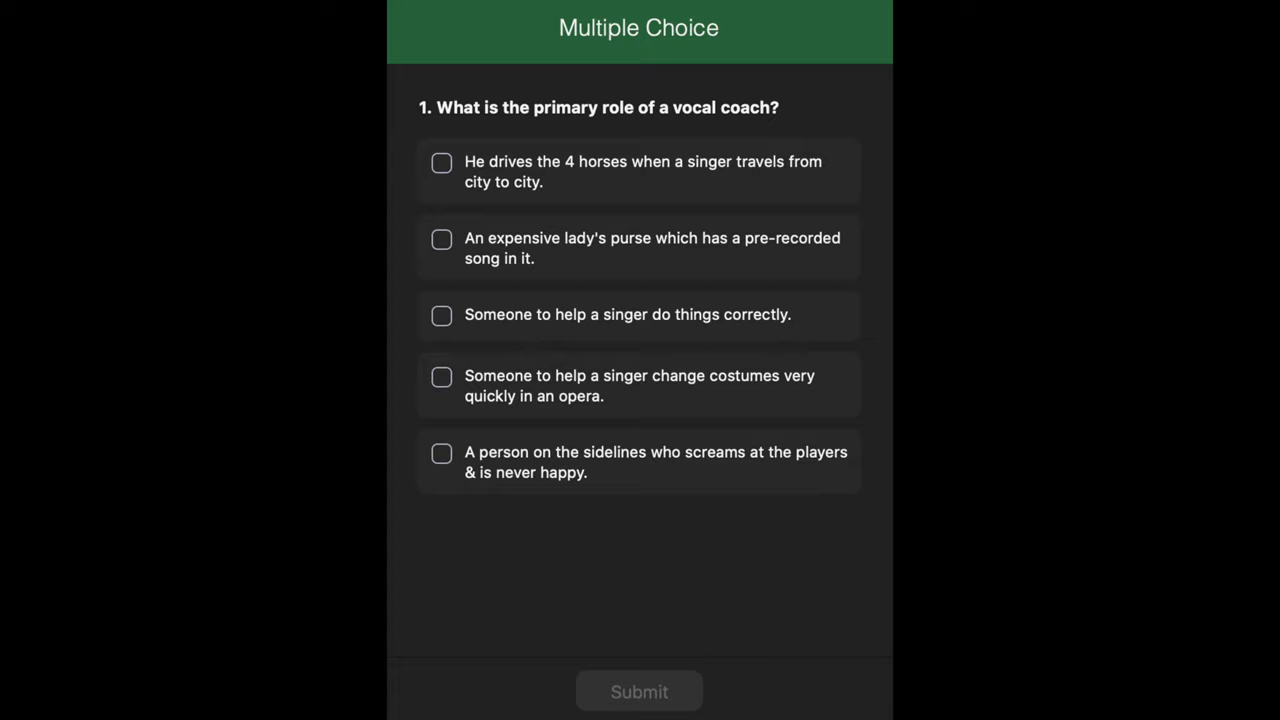 Multiple Choice
1. What is the primary role of a vocal coach?
He drives the 4 horses when a singer travels from
city to city.
An expensive lady's purse which has a pre-recorded
song in it.
Someone to help a singer do things correctly.
Someone to help a singer change costumes very
quickly in an opera.
A person on the sidelines who screams at the players
& is never happy.
Submit